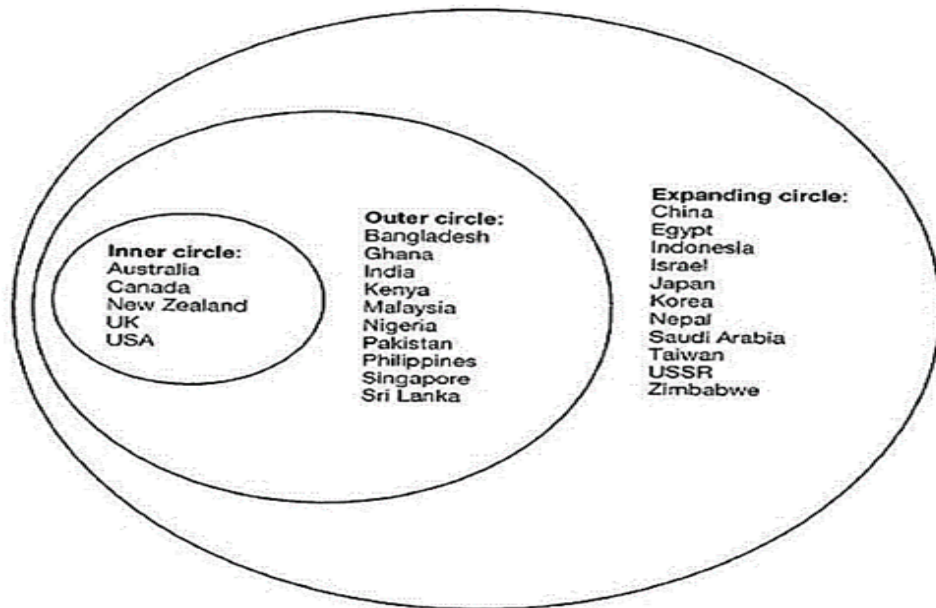 Inner circle:
Australia
Canada
New Zealand
UK
USA
Outer circle:
Bangladesh
Ghana
India
Kenya
Malaysia
Nigeria
Pakistan
Philippines
Singapore
Sri Lanka
Expanding circle:
China
Egypt
Indonesia
Israel
Japan
Korea
Nepal
Saudi Arabia
Taiwan
USSR
Zimbabwe